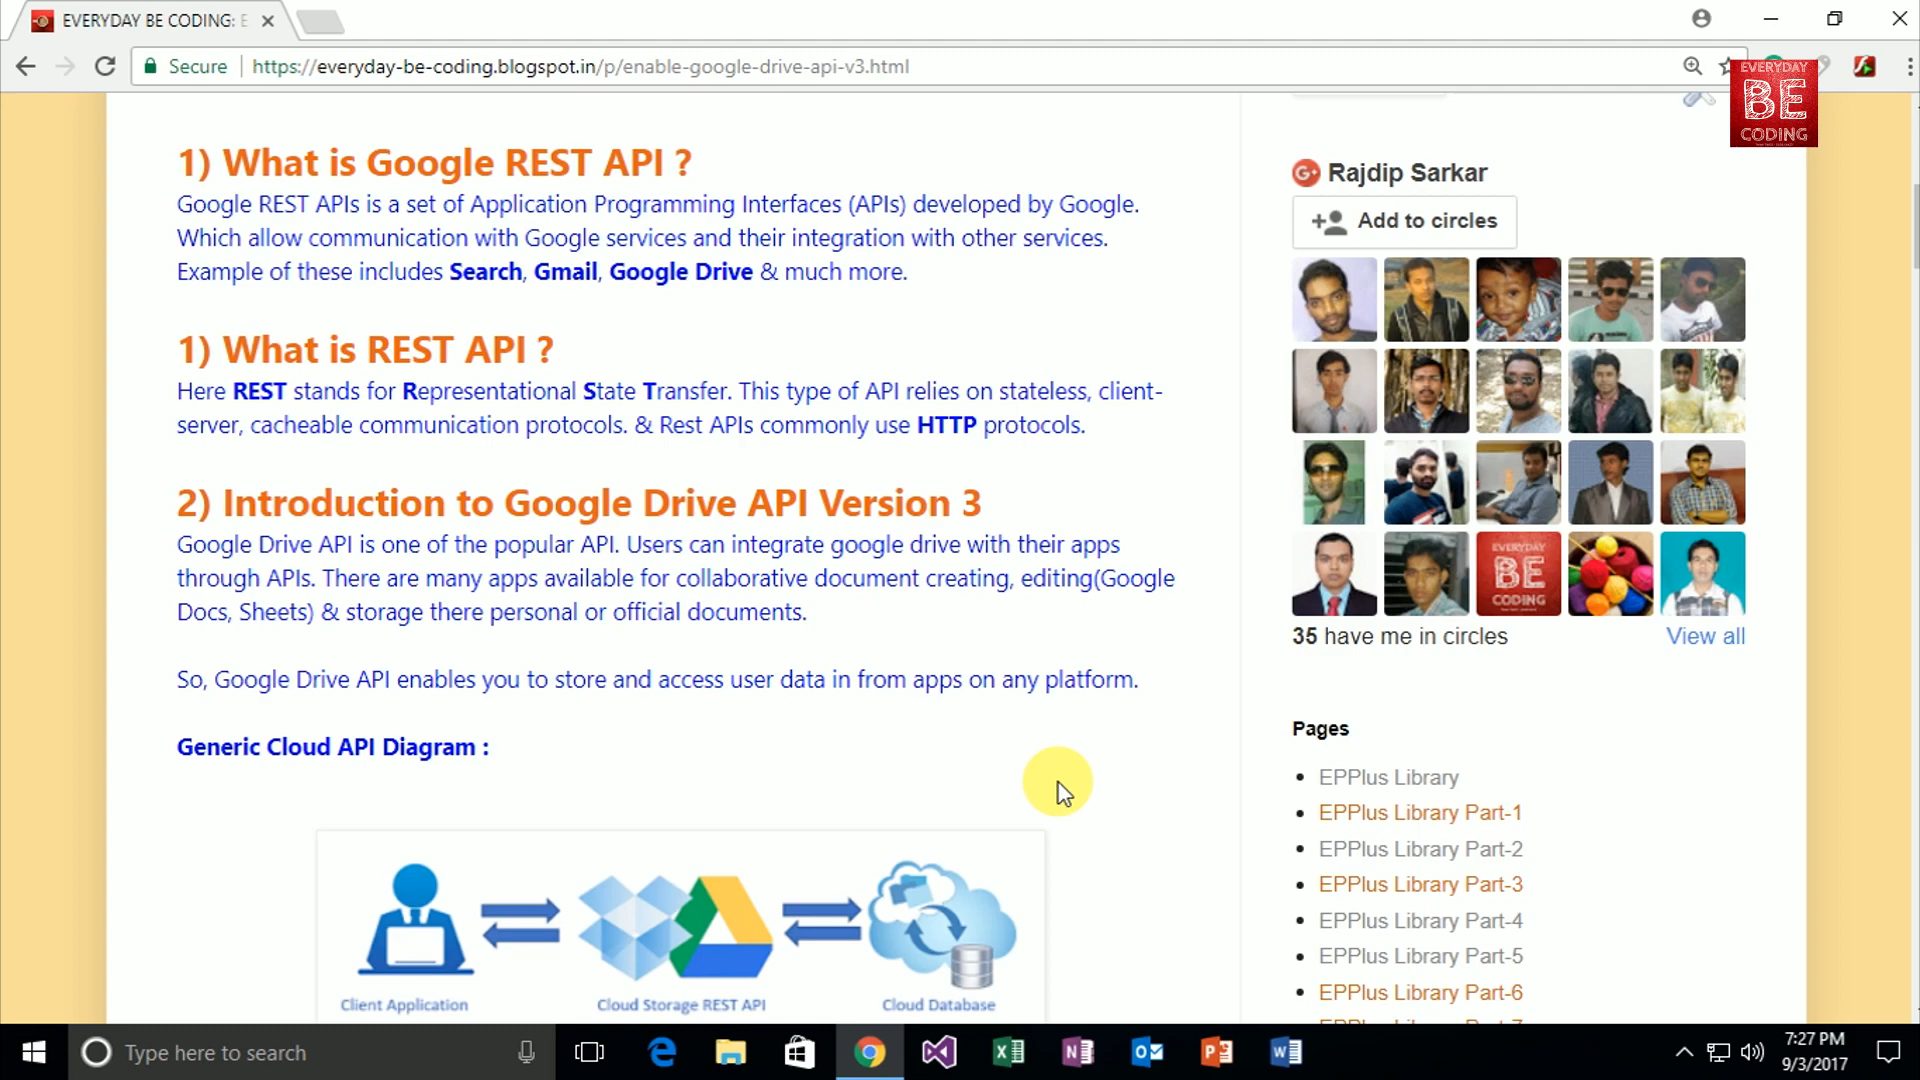 EVERYDAY BE CODING: E
Secure
https://everyday-be-coding.blogspot.in/p/enable-google-drive-api-v3.html
EVERYDAY
BE
CODING
1) What is Google REST API ?
Google REST APIs is a set of Application Programming Interfaces (APIs) developed by Google.
Which allow communication with Google services and their integration with other services.
Example of these includes Search, Gmail, Google Drive & much more.
1) What is REST API ?
Here REST stands for Representational State Transfer. This type of API relies on stateless, client-
server, cacheable communication protocols. & Rest APIs commonly use HTTP protocols.
2) Introduction to Google Drive API Version 3
Google Drive API is one of the popular API. Users can integrate google drive with their apps
through APIs. There are many apps available for collaborative document creating, editing(Google
Docs, Sheets) & storage there personal or official documents.
So, Google Drive API enables you to store and access user data in from apps on any platform.
Generic Cloud API Diagram :
Client Application
Cloud Storage REST API
Cloud Database
G+ Rajdip Sarkar
Add to circles
EVERYDAY
BE
CODING
35 have me in circles
View all
Pages
EPPlus Library
EPPlus Library Part-1
EPPlus Library Part-2
EPPlus Library Part-3
EPPlus Library Part-4
EPPlus Library Part-5
EPPlus Library Part-6
Type here to search
7:27 PM
9/3/2017